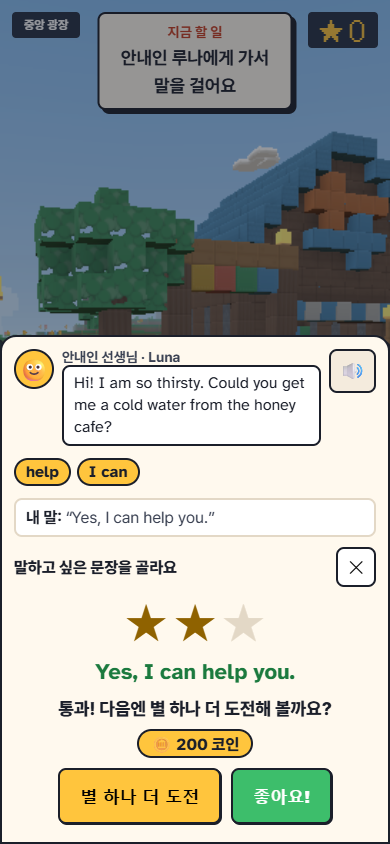 중앙 광장
지금 할 일
안내인 루나에게 가서
말을 걸어요
0
안내인 선생님 · Luna
Hi! I am so thirsty. Could you get
me a cold water from the honey
cafe?
help
I can
내 말: “Yes, I can help you.”
말하고 싶은 문장을 골라요
Yes, I can help you.
통과! 다음엔 별 하나 더 도전해 볼까요?
200 코인
별 하나 더 도전
좋아요!